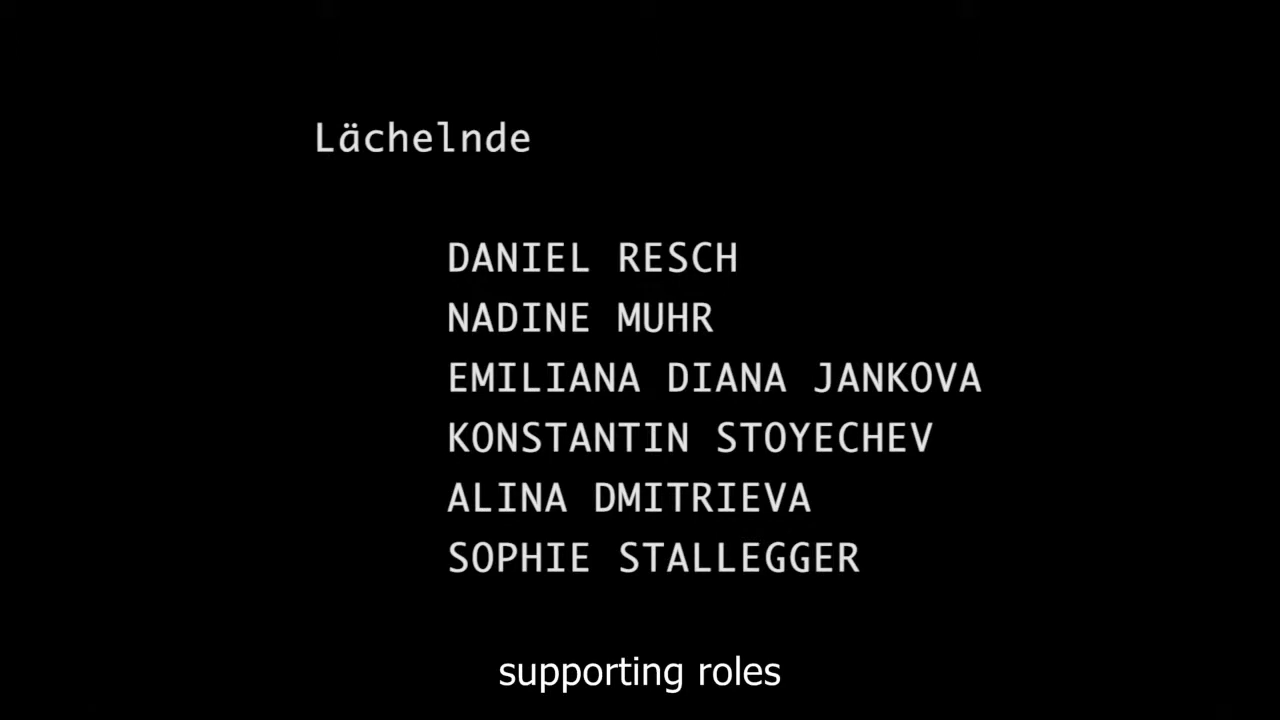 Lächelnde
DANIEL RESCH
NADINE MUHR
EMILIANA DIANA JANKOVA
KONSTANTIN STOYECHEV
ALINA DMITRIEVA
SOPHIE STALLEGGER
supporting roles